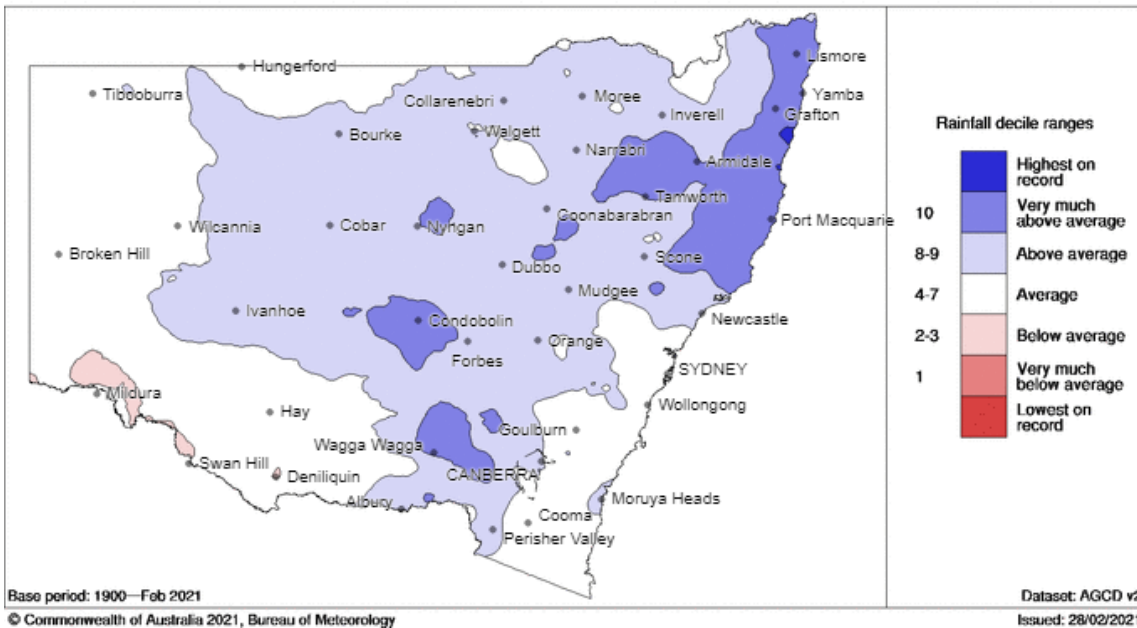 Hungerford
Lismore
Tibooburra
Collarenebri
Moree
Yamba
Grafton
Inverell
Bourke
Walgett
Narrabri
Armidale
Tamworth
Coonabarabran
Port Macquarie
Wilcannia
Cobar
Nyngan
Broken Hill
Dubbo
Scone
Mudgee
Ivanhoe
Newcastle
Condobolin
Orange
Forbes
SYDNEY
Mildura
Wollongong
Hay
Goulburn
Wagga Wagga
Swan Hill
CANBERRA
Deniliquin
Albury
Moruya Heads
Cooma
Perisher Valley
Rainfall decile ranges
Highest on
record
10
Very much
above average
8-9
Above average
4-7
Average
2-3
Below average
1
Very much
below average
Lowest on
record
Base period: 1900—Feb 2021
Dataset: AGCD v2
© Commonwealth of Australia 2021, Bureau of Meteorology
Issued: 28/02/2021